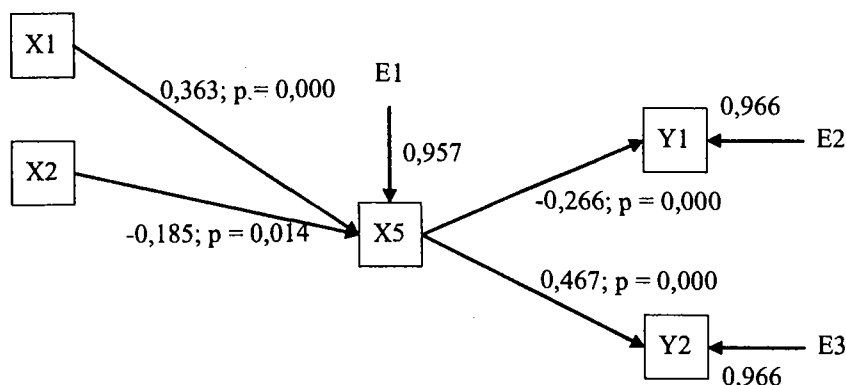 X1
0,363; p = 0,000
E1
0,966
X2
0,957
Y1
E2
-0,185; p = 0,014
X5
-0,266; p = 0,000
0,467; p = 0,000
Y2
E3
0,966